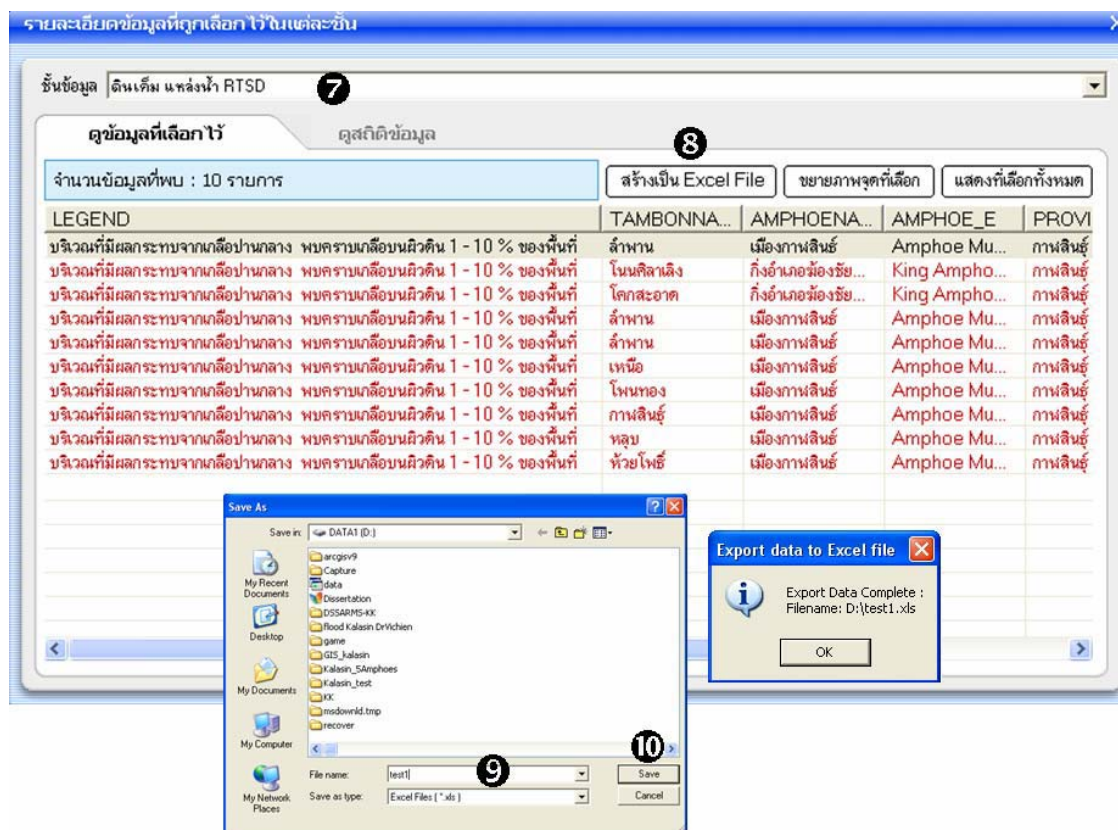 รายละเอียดข้อมูลที่ถูกเลือกไว้ในแต่ละชั้น
ชั้นข้อมูล ดินเค็ม แหล่งน้ำ RTSD ❼
ดูข้อมูลที่เลือกไว้ ดูสถิติข้อมูล ❽
จำนวนข้อมูลที่พบ : 10 รายการ สร้างเป็น Excel File ขยายภาพจุดที่เลือก แสดงที่เลือกทั้งหมด
LEGEND TAMBONNA... AMPHOENA... AMPHOE_E PROVI
บริเวณที่มีผลกระทบจากเกลือปานกลาง พบคราบเกลือบนผิวดิน 1 - 10 % ของพื้นที่ ลำพาน เมืองกาฬสินธุ์ Amphoe Mu... กาฬสินธุ์
บริเวณที่มีผลกระทบจากเกลือปานกลาง พบคราบเกลือบนผิวดิน 1 - 10 % ของพื้นที่ โนนศิลาเลิง กิ่งอำเภอฆ้องชัย... King Ampho... กาฬสินธุ์
บริเวณที่มีผลกระทบจากเกลือปานกลาง พบคราบเกลือบนผิวดิน 1 - 10 % ของพื้นที่ โคกสะอาด กิ่งอำเภอฆ้องชัย... King Ampho... กาฬสินธุ์
บริเวณที่มีผลกระทบจากเกลือปานกลาง พบคราบเกลือบนผิวดิน 1 - 10 % ของพื้นที่ ลำพาน เมืองกาฬสินธุ์ Amphoe Mu... กาฬสินธุ์
บริเวณที่มีผลกระทบจากเกลือปานกลาง พบคราบเกลือบนผิวดิน 1 - 10 % ของพื้นที่ ลำพาน เมืองกาฬสินธุ์ Amphoe Mu... กาฬสินธุ์
บริเวณที่มีผลกระทบจากเกลือปานกลาง พบคราบเกลือบนผิวดิน 1 - 10 % ของพื้นที่ เหนือ เมืองกาฬสินธุ์ Amphoe Mu... กาฬสินธุ์
บริเวณที่มีผลกระทบจากเกลือปานกลาง พบคราบเกลือบนผิวดิน 1 - 10 % ของพื้นที่ โพนทอง เมืองกาฬสินธุ์ Amphoe Mu... กาฬสินธุ์
บริเวณที่มีผลกระทบจากเกลือปานกลาง พบคราบเกลือบนผิวดิน 1 - 10 % ของพื้นที่ กาฬสินธุ์ เมืองกาฬสินธุ์ Amphoe Mu... กาฬสินธุ์
บริเวณที่มีผลกระทบจากเกลือปานกลาง พบคราบเกลือบนผิวดิน 1 - 10 % ของพื้นที่ หลุบ เมืองกาฬสินธุ์ Amphoe Mu... กาฬสินธุ์
บริเวณที่มีผลกระทบจากเกลือปานกลาง พบคราบเกลือบนผิวดิน 1 - 10 % ของพื้นที่ ห้วยโพธิ์ เมืองกาฬสินธุ์ Amphoe Mu... กาฬสินธุ์
Save As
Save in: DATA1 (D:)
My Recent Documents
Desktop
My Documents
My Computer
My Network Places
arcgisv9
Capture
data
Dissertation
DSSARMS-KK
flood Kalasin DrVichien
game
GIS_kalasin
Kalasin_5Amphoes
Kalasin_test
KK
msdownld.tmp
recover
File name: test1 ❾ ❿ Save
Save as type: Excel Files ( *.xls ) Cancel
Export data to Excel file
Export Data Complete :
Filename: D:\test1.xls
OK